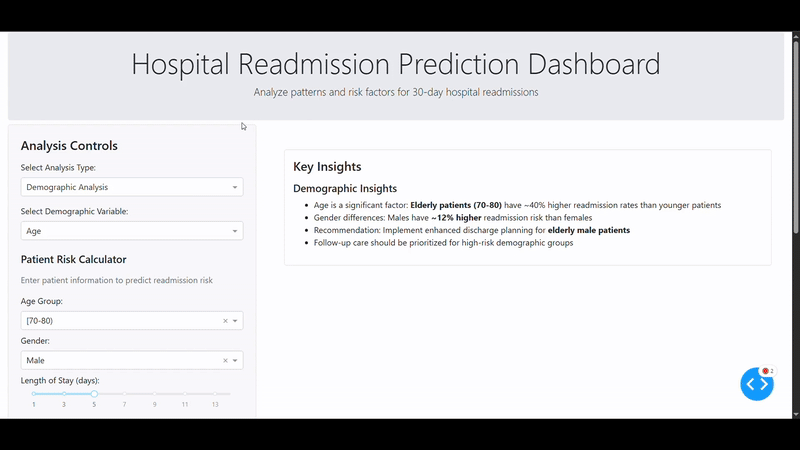 Hospital Readmission Prediction Dashboard
Analyze patterns and risk factors for 30-day hospital readmissions
Analysis Controls
Select Analysis Type:
Demographic Analysis
Select Demographic Variable:
Age
Patient Risk Calculator
Enter patient information to predict readmission risk
Age Group:
[70-80)
Gender:
Male
Length of Stay (days):
1 3 5 7 9 11 13
Key Insights
Demographic Insights
Age is a significant factor: Elderly patients (70-80) have ~40% higher readmission rates than younger patients
Gender differences: Males have ~12% higher readmission risk than females
Recommendation: Implement enhanced discharge planning for elderly male patients
Follow-up care should be prioritized for high-risk demographic groups
2